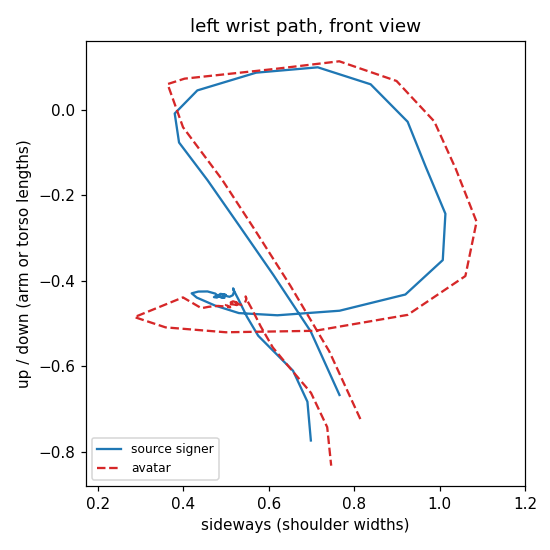 left wrist path, front view
up / down (arm or torso lengths)
0.0
−0.2
−0.4
−0.6
−0.8
source signer
avatar
0.2
0.4
0.6
0.8
1.0
1.2
sideways (shoulder widths)